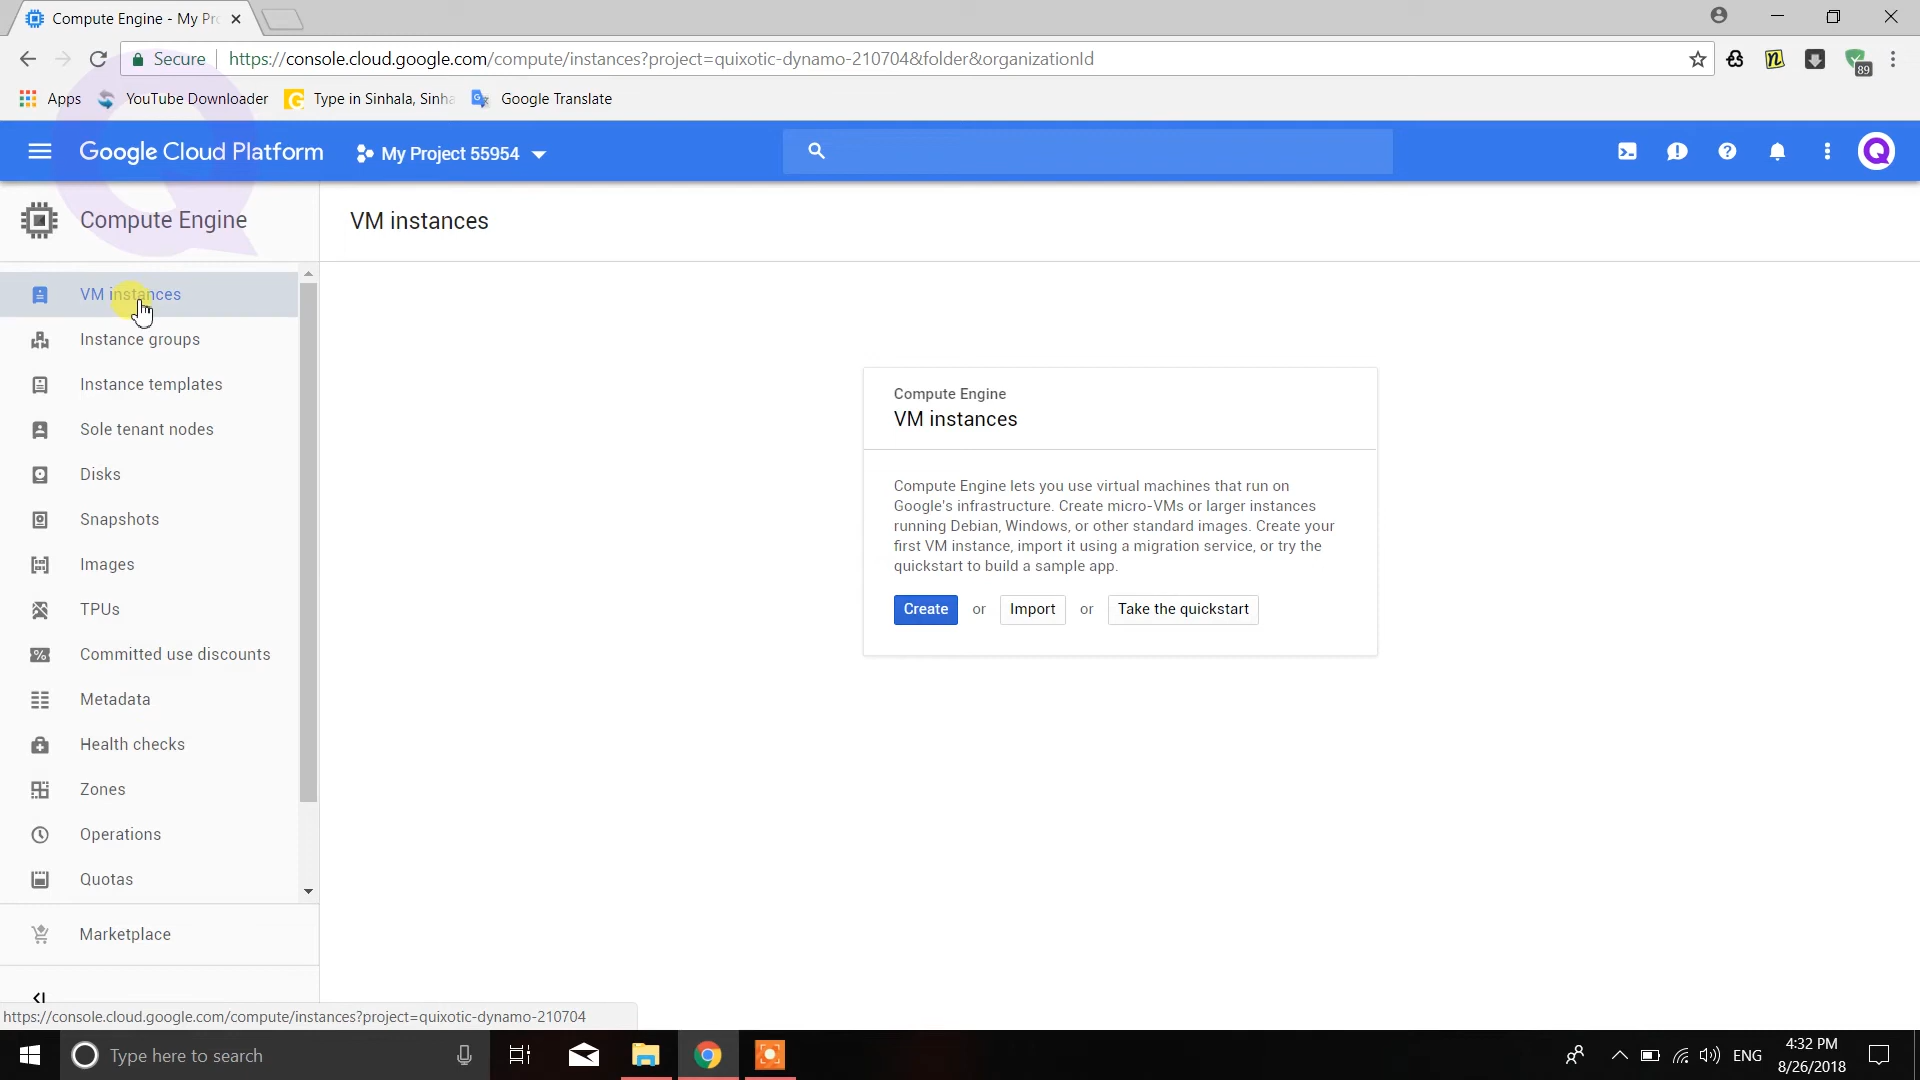 Compute Engine - My Pro
Secure
https://console.cloud.google.com/compute/instances?project=quixotic-dynamo-210704&folder&organizationId
89
Apps
YouTube Downloader
Type in Sinhala, Sinha
Google Translate
Google Cloud Platform
My Project 55954
Compute Engine
VM instances
VM instances
Instance groups
Instance templates
Sole tenant nodes
Disks
Snapshots
Images
TPUs
Committed use discounts
Metadata
Health checks
Zones
Operations
Quotas
Marketplace
Compute Engine
VM instances
Compute Engine lets you use virtual machines that run on
Google's infrastructure. Create micro-VMs or larger instances
running Debian, Windows, or other standard images. Create your
first VM instance, import it using a migration service, or try the
quickstart to build a sample app.
Create or Import or Take the quickstart
https://console.cloud.google.com/compute/instances?project=quixotic-dynamo-210704
Type here to search
ENG
4:32 PM
8/26/2018